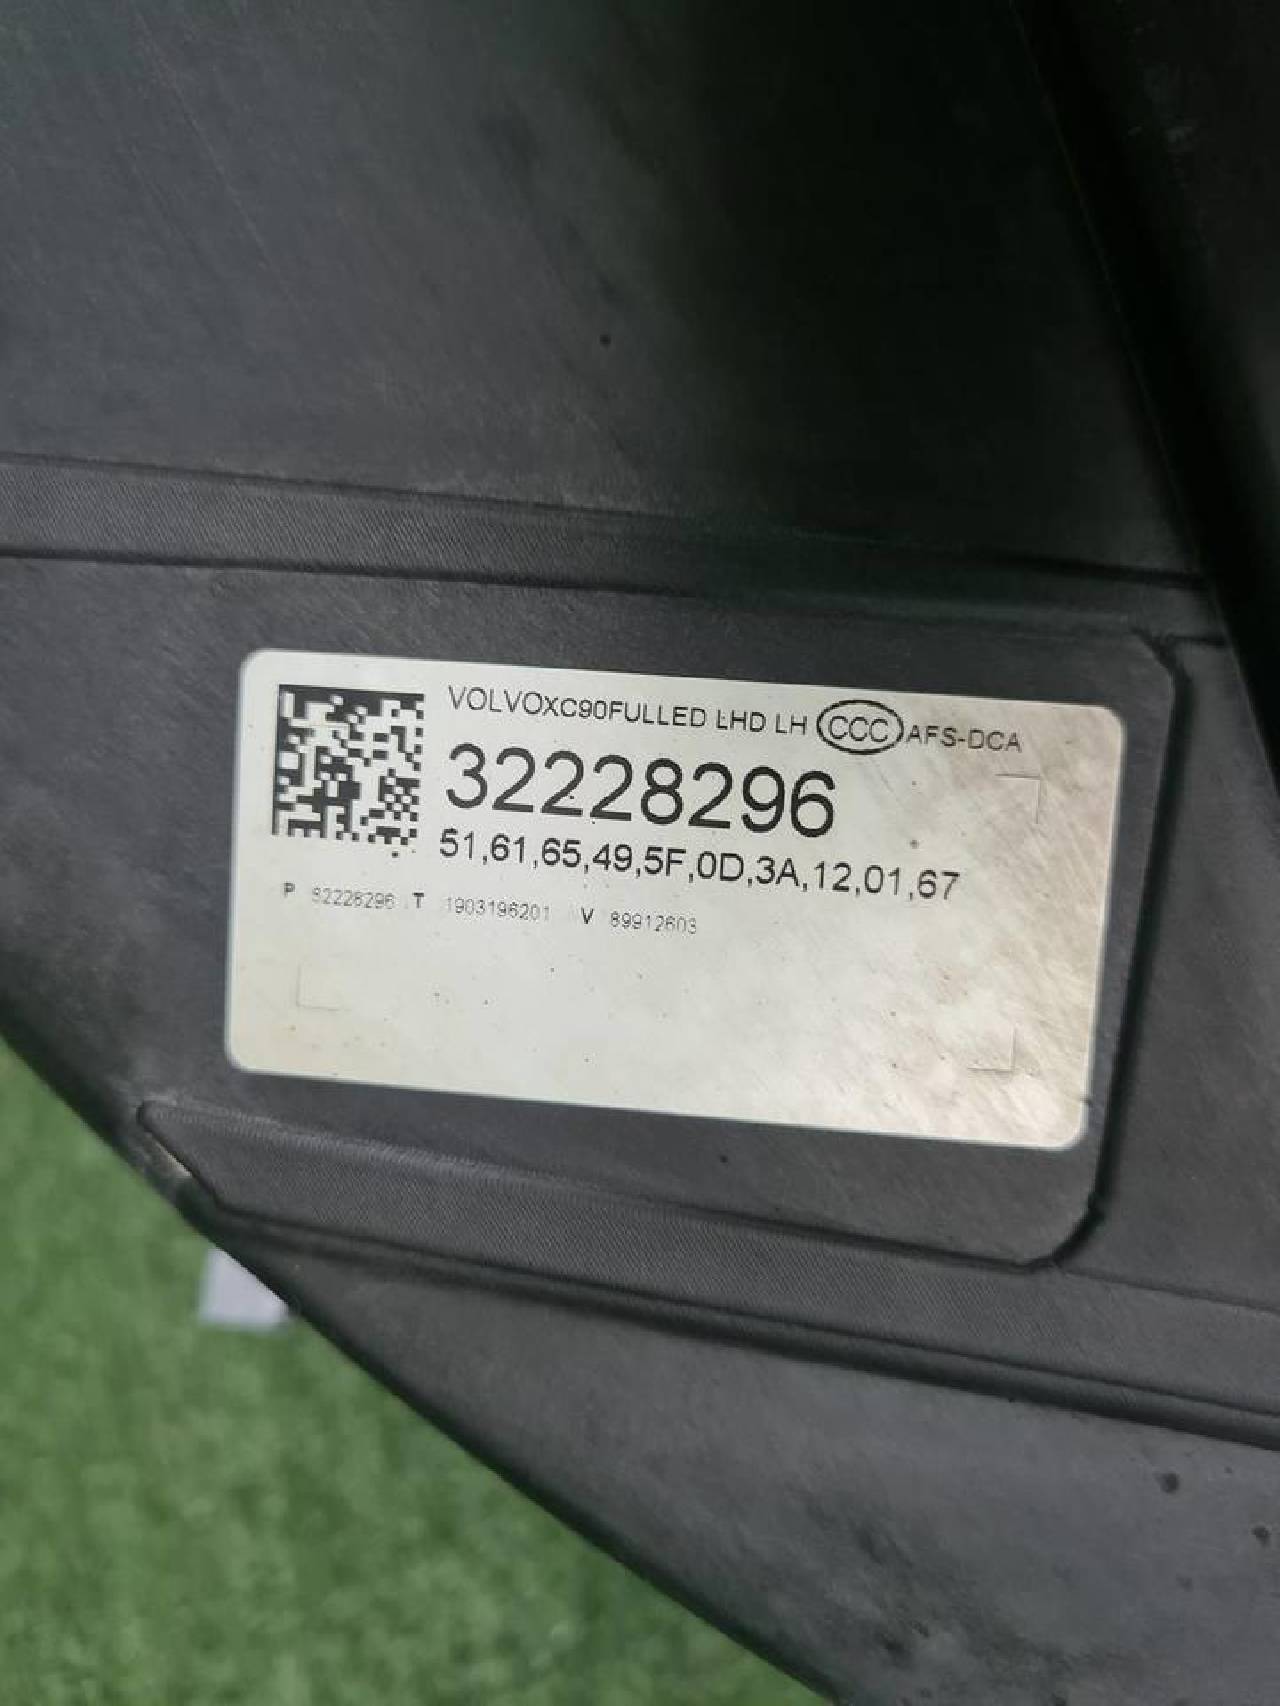 VOLVOXC90FULLED LHD LH CCC AFS-DCA
32228296
51,61,65,49,5F,0D,3A,12,01,67
P 32228296 T 1903196201 V 89912603